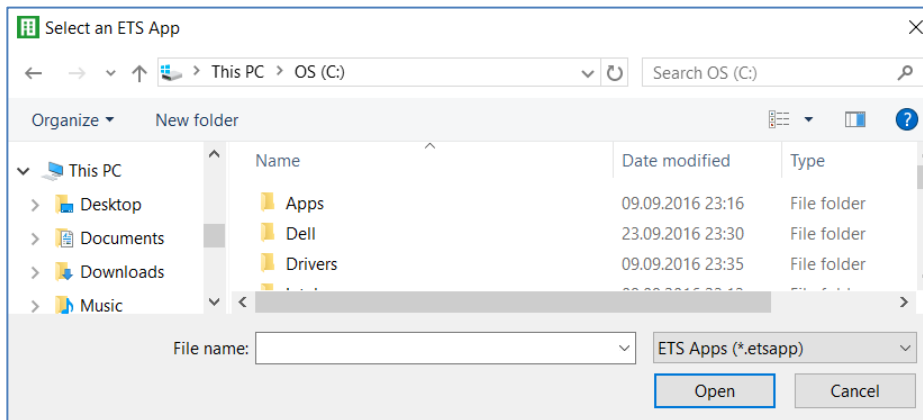 Select an ETS App
This PC > OS (C:)
Search OS (C:)
Organize
New folder
?
Name
Date modified
Type
This PC
Desktop
Documents
Downloads
Music
Apps
09.09.2016 23:16
File folder
Dell
23.09.2016 23:30
File folder
Drivers
09.09.2016 23:35
File folder
File name:
ETS Apps (*.etsapp)
Open
Cancel